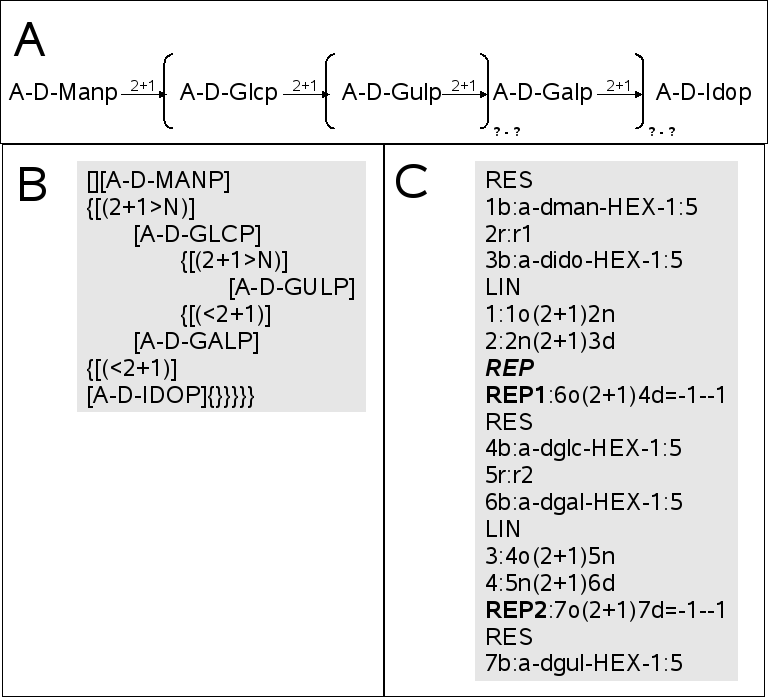 A
A-D-Manp 2+1 A-D-Glcp 2+1 A-D-Gulp 2+1 A-D-Galp 2+1 A-D-Idop
? - ? ? - ?
B
[][A-D-MANP]
{[(2+1>N)]
[A-D-GLCP]
{[(2+1>N)]
[A-D-GULP]
{[(<2+1)]
[A-D-GALP]
{[(<2+1)]
[A-D-IDOP]{}}}}}
C
RES
1b:a-dman-HEX-1:5
2r:r1
3b:a-dido-HEX-1:5
LIN
1:1o(2+1)2n
2:2n(2+1)3d
REP
REP1:6o(2+1)4d=-1--1
RES
4b:a-dglc-HEX-1:5
5r:r2
6b:a-dgal-HEX-1:5
LIN
3:4o(2+1)5n
4:5n(2+1)6d
REP2:7o(2+1)7d=-1--1
RES
7b:a-dgul-HEX-1:5